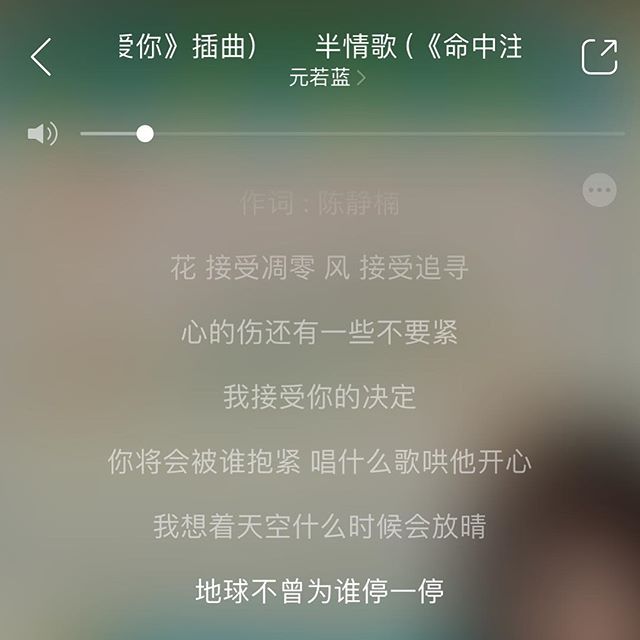 爱你》插曲)  半情歌 (《命中注
元若蓝
作词 : 陈静楠
花 接受凋零 风 接受追寻
心的伤还有一些不要紧
我接受你的决定
你将会被谁抱紧 唱什么歌哄他开心
我想着天空什么时候会放晴
地球不曾为谁停一停